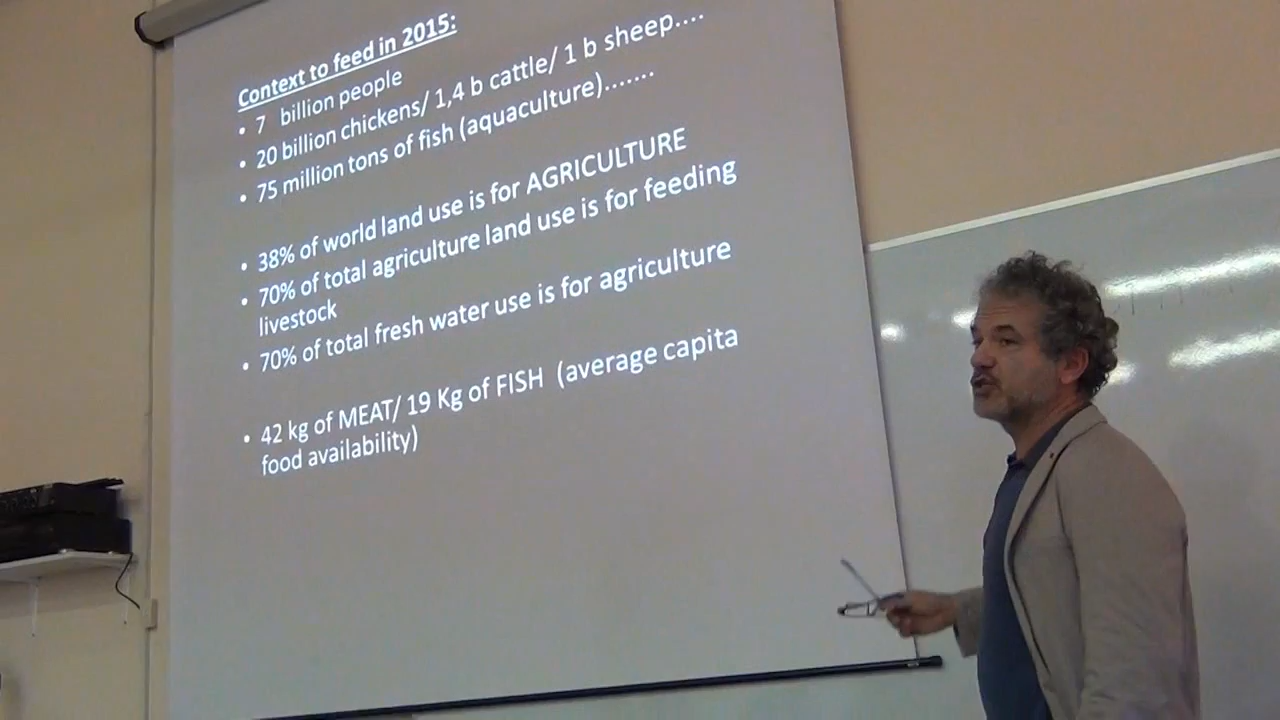 Context to feed in 2015:
• 7 billion people
• 20 billion chickens/ 1,4 b cattle/ 1 b sheep....
• 75 million tons of fish (aquaculture).......
• 38% of world land use is for AGRICULTURE
• 70% of total agriculture land use is for feeding
livestock
• 70% of total fresh water use is for agriculture
• 42 kg of MEAT/ 19 Kg of FISH (average capita
food availability)